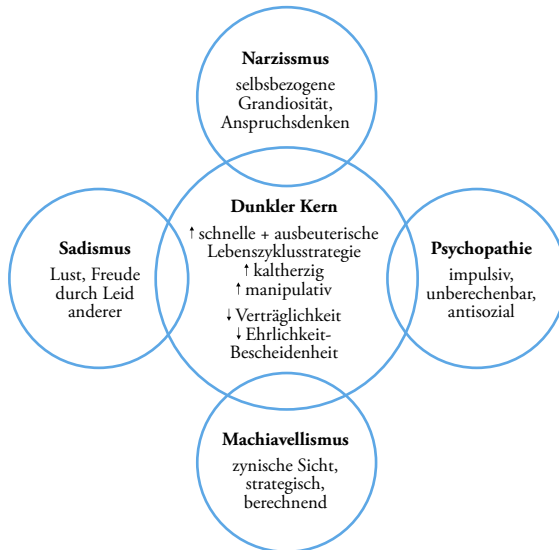 Narzissmus
selbsbezogene
Grandiosität,
Anspruchsdenken
Dunkler Kern
↑ schnelle + ausbeuterische
Lebenszyklusstrategie
↑ kaltherzig
↑ manipulativ
↓ Verträglichkeit
↓ Ehrlichkeit-
Bescheidenheit
Sadismus
Lust, Freude
durch Leid
anderer
Psychopathie
impulsiv,
unberechenbar,
antisozial
Machiavellismus
zynische Sicht,
strategisch,
berechnend